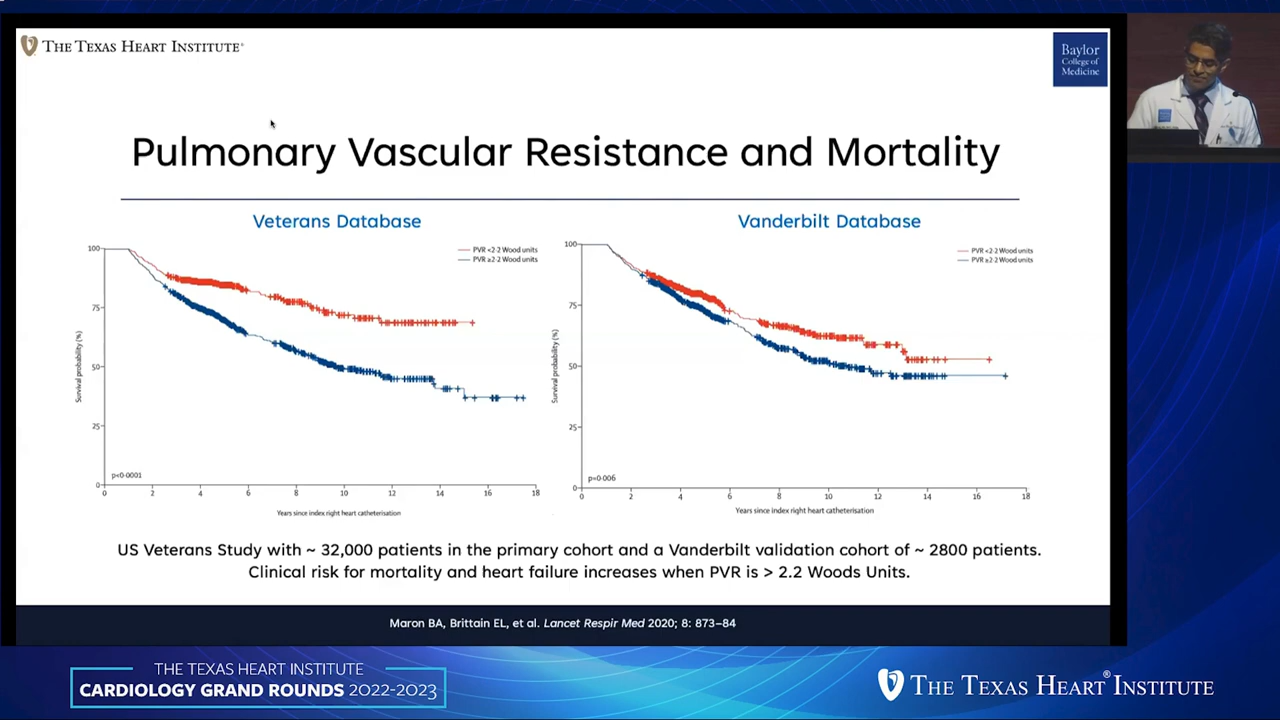 THE TEXAS HEART INSTITUTE®
Baylor
College of
Medicine
Pulmonary Vascular Resistance and Mortality
Veterans Database
Vanderbilt Database
PVR <2·2 Wood units
PVR ≥2·2 Wood units
100
75
50
25
0
Survival probability (%)
p<0·0001
0 2 4 6 8 10 12 14 16 18
Years since index right heart catheterisation
PVR <2·2 Wood units
PVR ≥2·2 Wood units
100
75
50
25
0
Survival probability (%)
p=0·006
0 2 4 6 8 10 12 14 16 18
Years since index right heart catheterisation
US Veterans Study with ~ 32,000 patients in the primary cohort and a Vanderbilt validation cohort of ~ 2800 patients.
Clinical risk for mortality and heart failure increases when PVR is > 2.2 Woods Units.
Maron BA, Brittain EL, et al. Lancet Respir Med 2020; 8: 873–84
THE TEXAS HEART INSTITUTE
CARDIOLOGY GRAND ROUNDS 2022-2023
THE TEXAS HEART® INSTITUTE